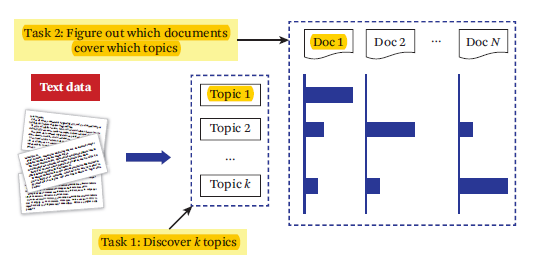 Task 2: Figure out which documents
cover which topics
Doc 1
Doc 2
...
Doc N
Text data
Topic 1
Topic 2
...
Topic k
Task 1: Discover k topics